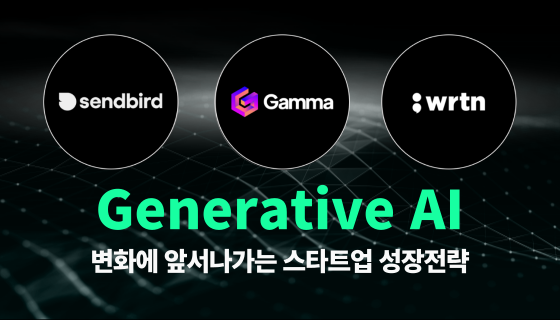 sendbird
Gamma
wrtn
Generative AI
변화에 앞서나가는 스타트업 성장전략